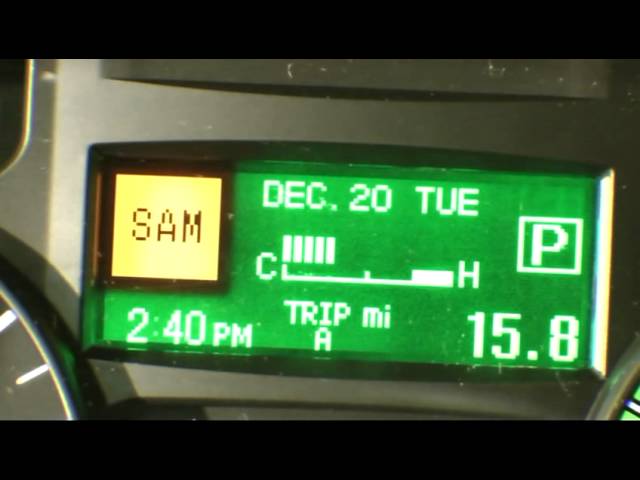 SAM
DEC. 20 TUE
P
C H
2:40 PM
TRIP mi
A
15.8